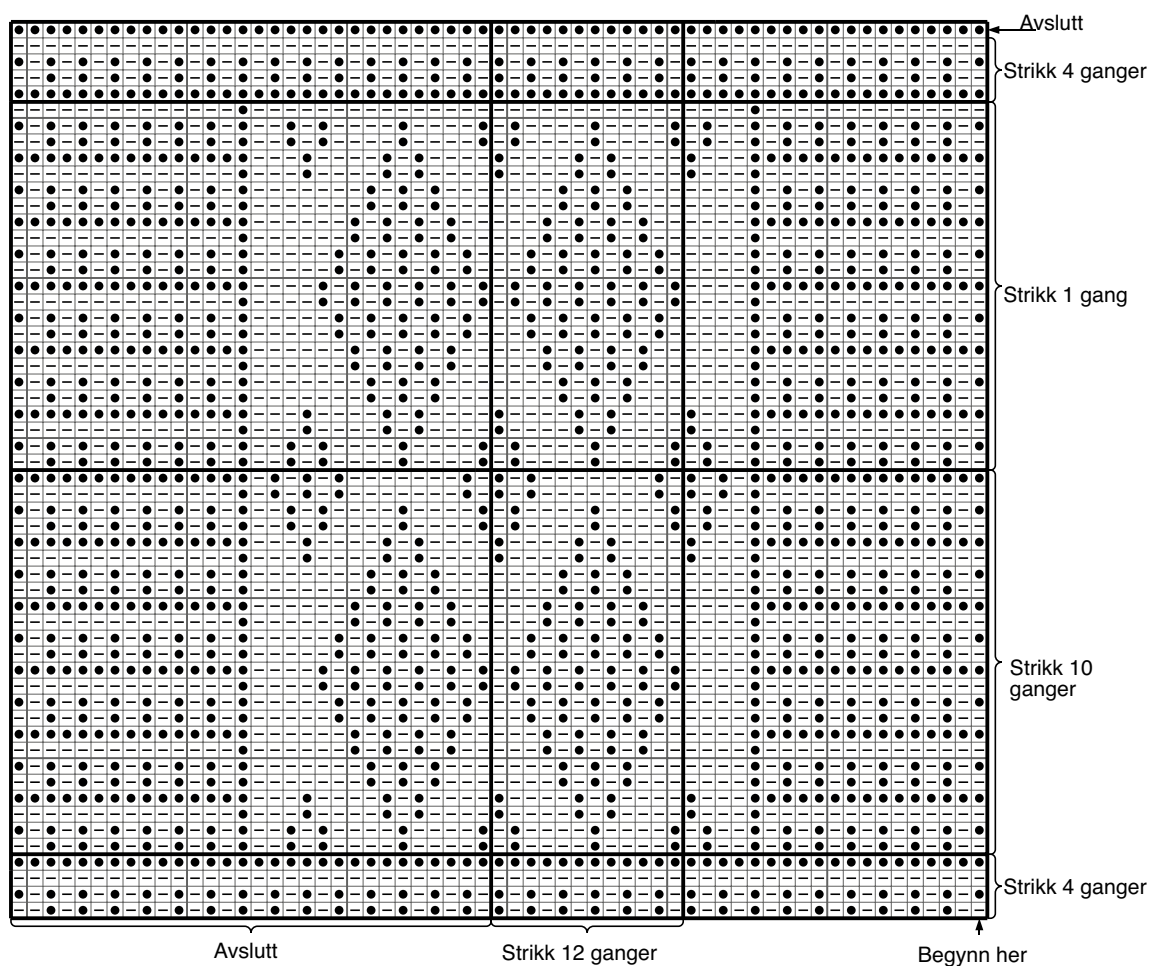 Avslutt
Strikk 4 ganger
Strikk 1 gang
Strikk 10
ganger
Strikk 4 ganger
Avslutt
Strikk 12 ganger
Begynn her